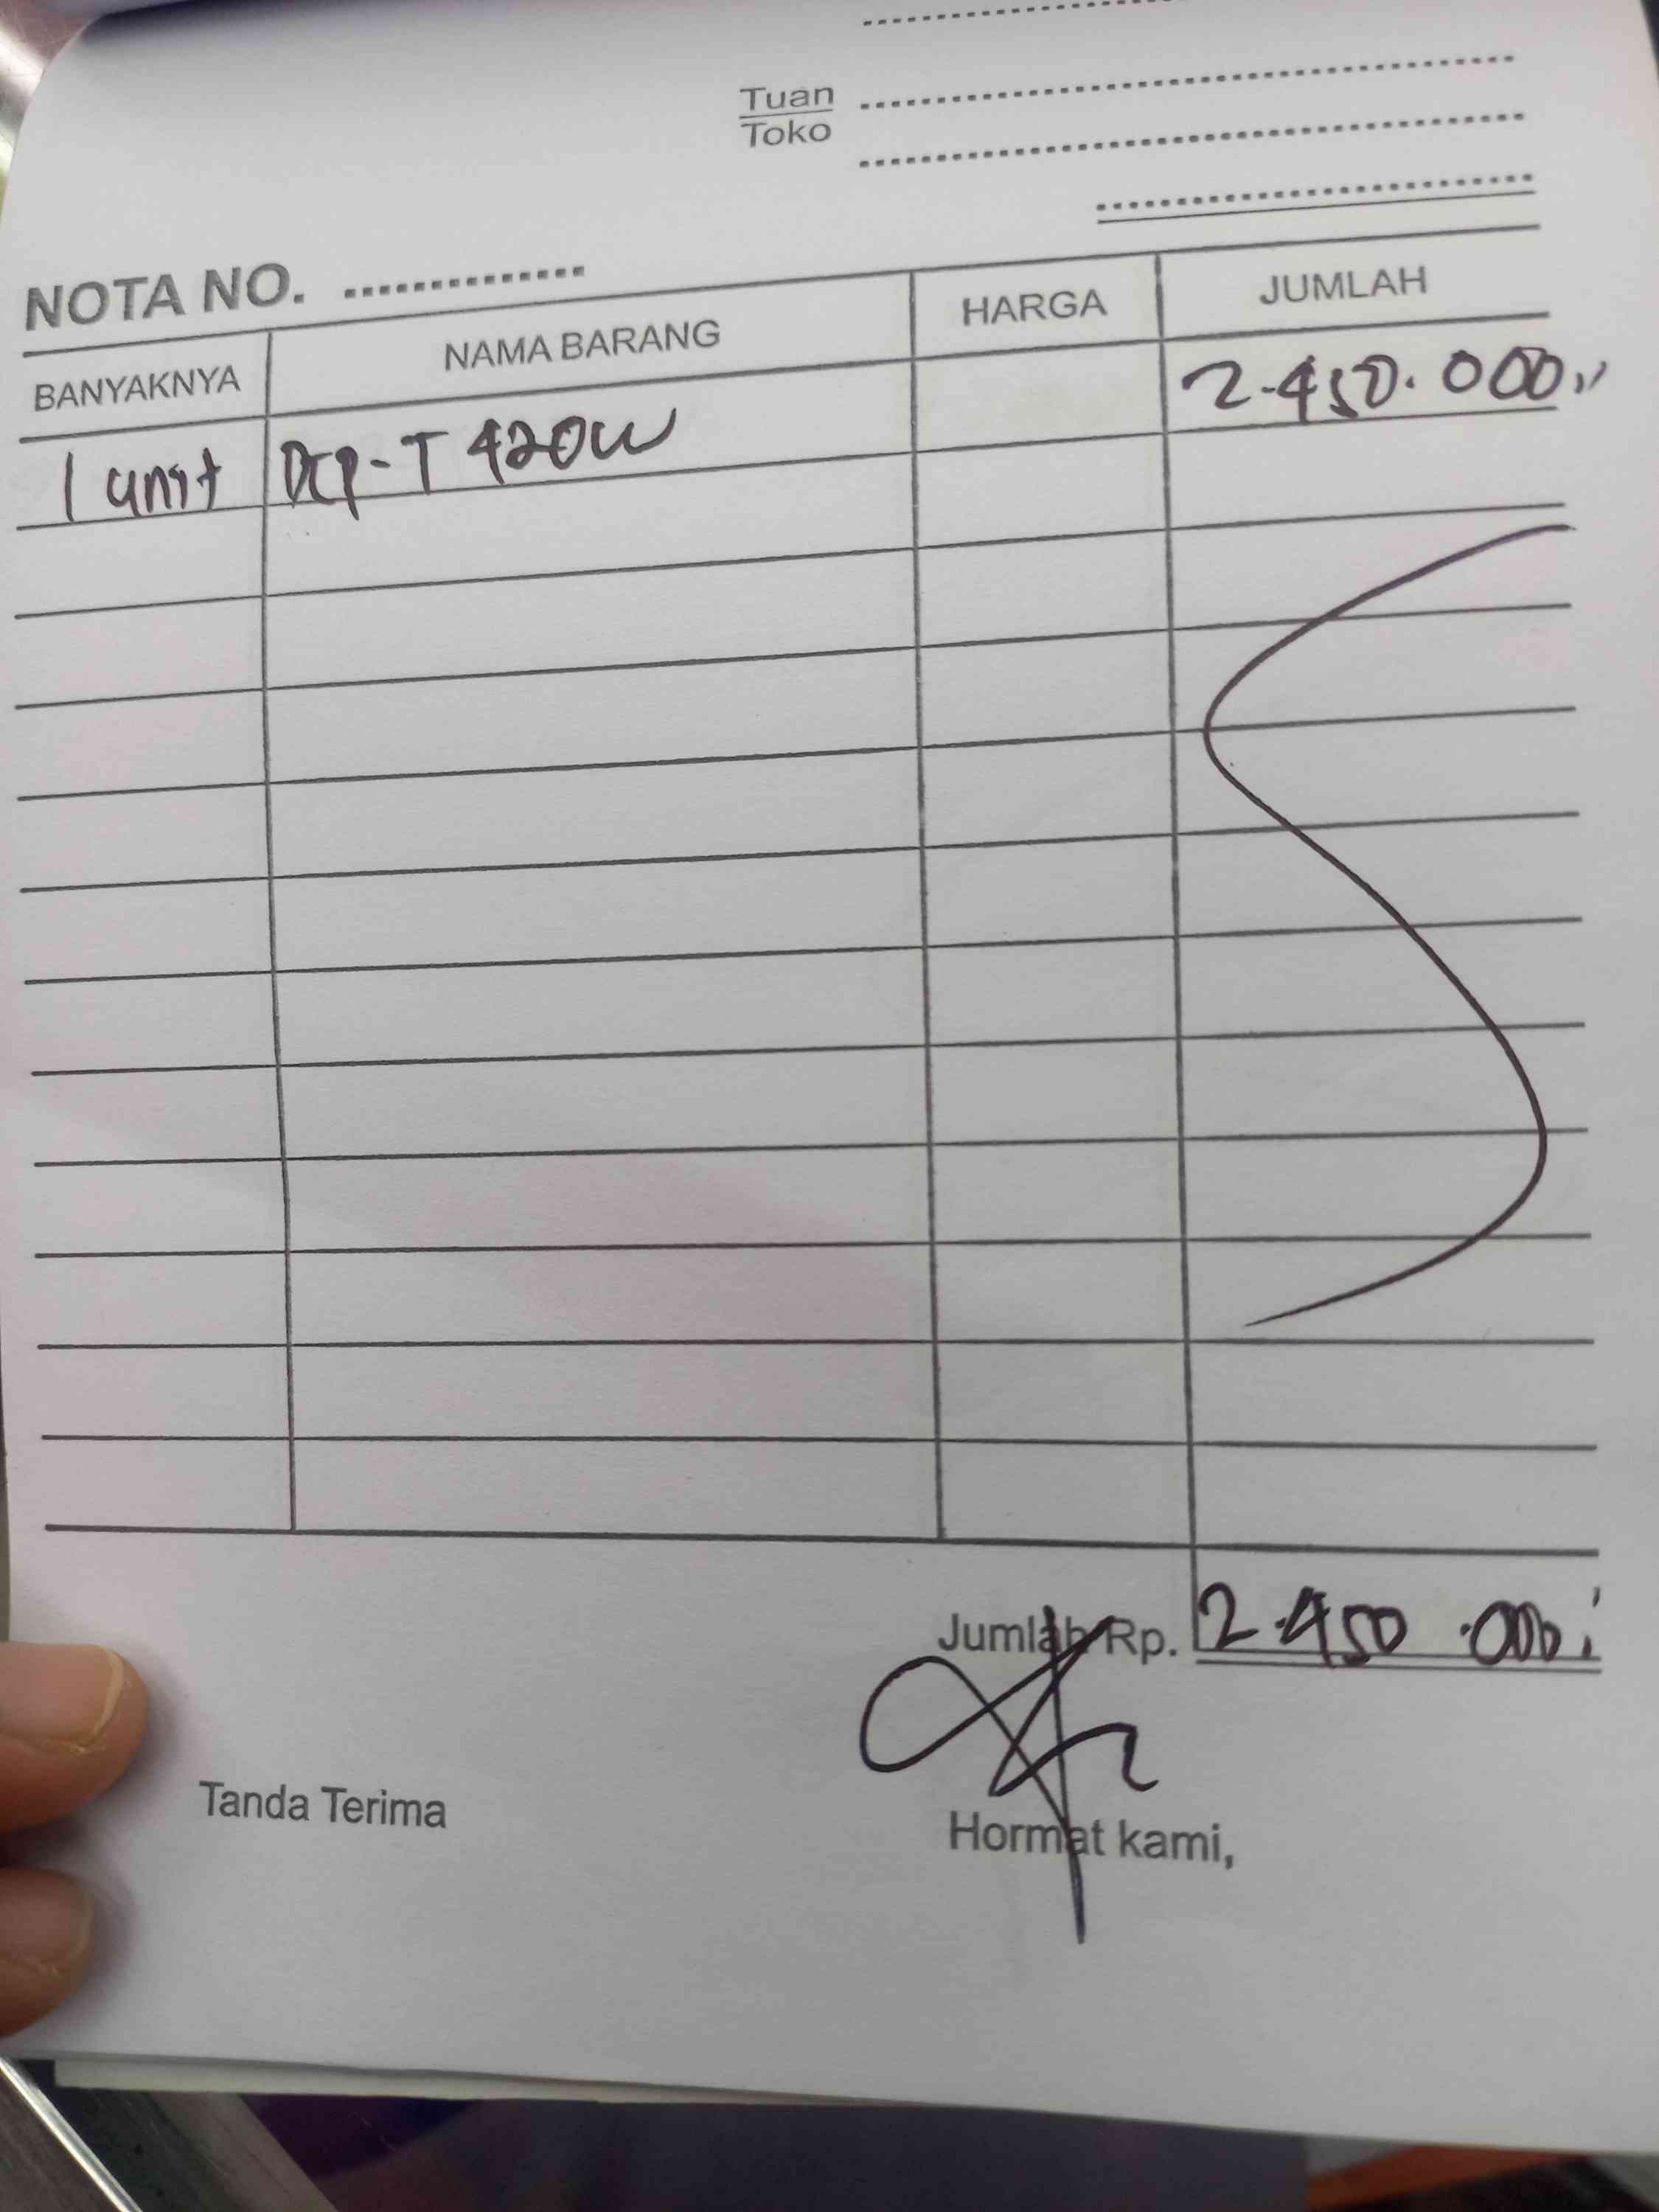 Tuan
Toko
NOTA NO. ..............
BANYAKNYA NAMA BARANG HARGA JUMLAH
1 unit DCP-T 420W 2.450.000,,
Jumlah Rp. 2.450.000,
Tanda Terima Hormat kami,